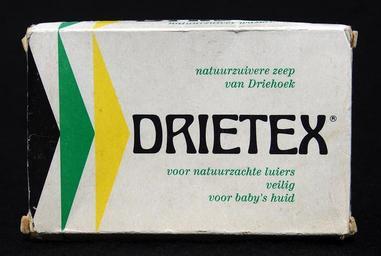 natuurzuivere zeep
van Driehoek
DRIETEX®
voor natuurzachte luiers
veilig
voor baby's huid